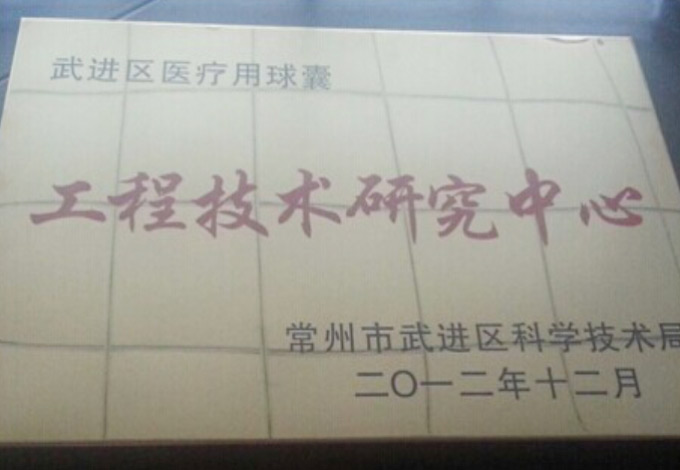 武进区医疗用球囊
工程技术研究中心
常州市武进区科学技术局
二〇一二年十二月